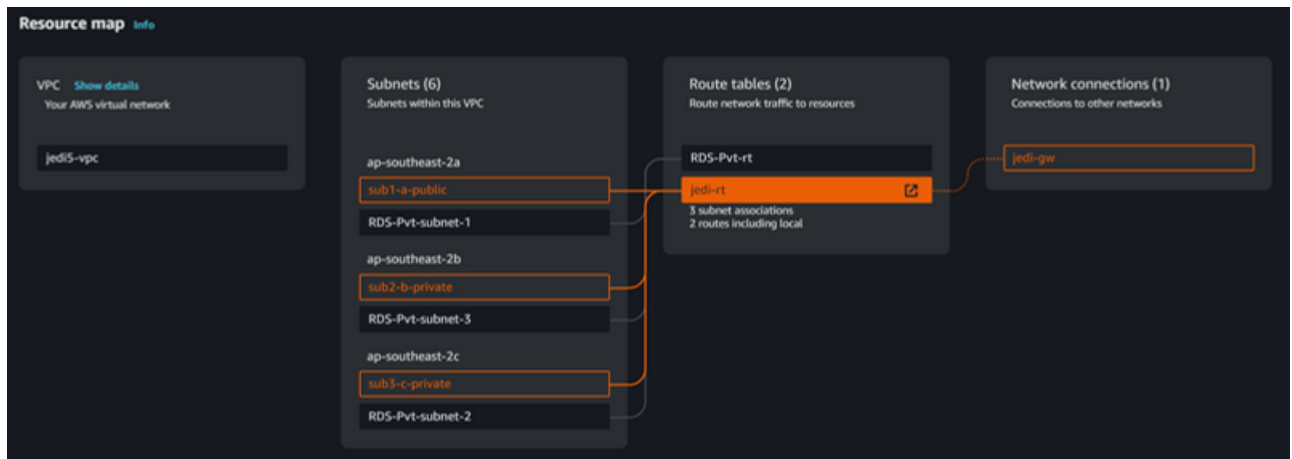 Resource map Info
VPC Show details
Your AWS virtual network
jedi5-vpc
Subnets (6)
Subnets within this VPC
ap-southeast-2a
sub1-a-public
RDS-Pvt-subnet-1
ap-southeast-2b
sub2-b-private
RDS-Pvt-subnet-3
ap-southeast-2c
sub3-c-private
RDS-Pvt-subnet-2
Route tables (2)
Route network traffic to resources
RDS-Pvt-rt
jedi-rt
3 subnet associations
2 routes including local
Network connections (1)
Connections to other networks
jedi-gw